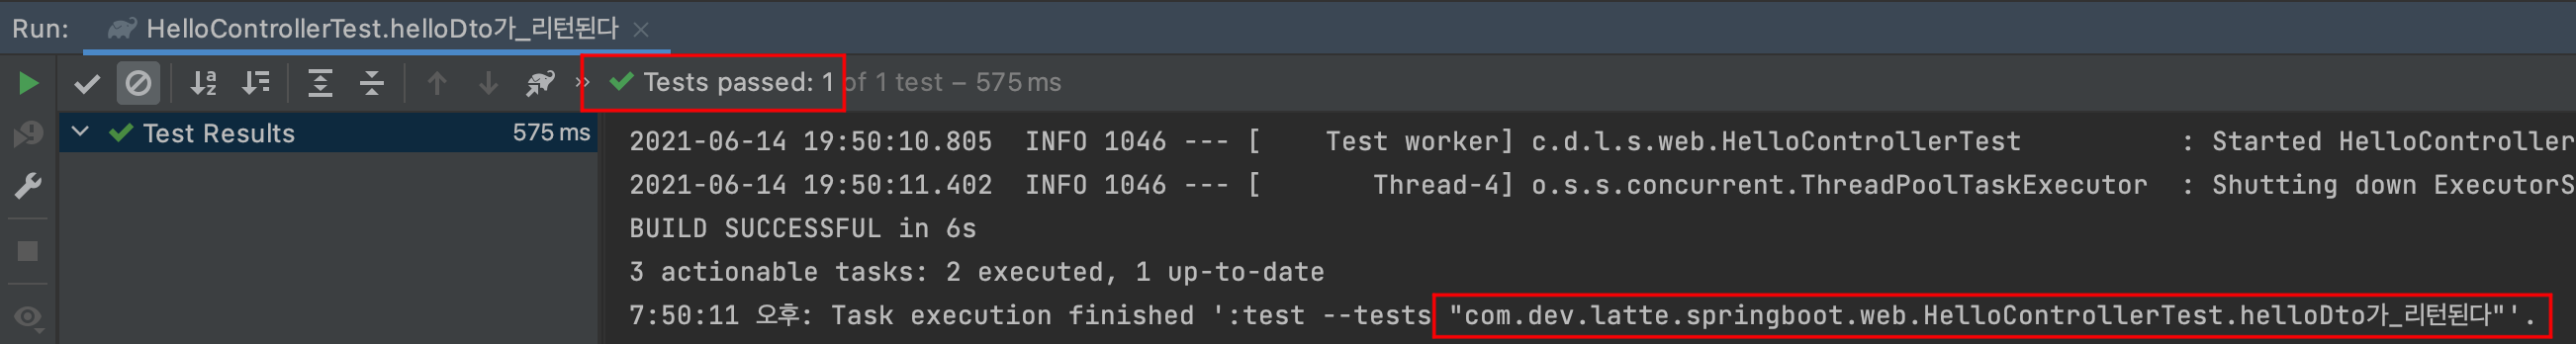 Run: HelloControllerTest.helloDto가_리턴된다
Tests passed: 1 of 1 test – 575 ms
Test Results 575 ms
2021-06-14 19:50:10.805  INFO 1046 --- [    Test worker] c.d.l.s.web.HelloControllerTest          : Started HelloController
2021-06-14 19:50:11.402  INFO 1046 --- [       Thread-4] o.s.s.concurrent.ThreadPoolTaskExecutor  : Shutting down ExecutorS
BUILD SUCCESSFUL in 6s
3 actionable tasks: 2 executed, 1 up-to-date
7:50:11 오후: Task execution finished ':test --tests "com.dev.latte.springboot.web.HelloControllerTest.helloDto가_리턴된다"'.